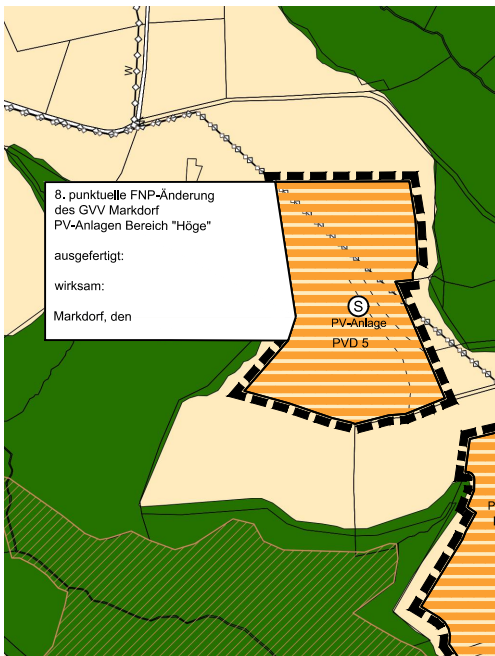 W
8. punktuelle FNP-Änderung
des GVV Markdorf
PV-Anlagen Bereich "Höge"
ausgefertigt:
wirksam:
Markdorf, den
S
PV-Anlage
PVD 5
P